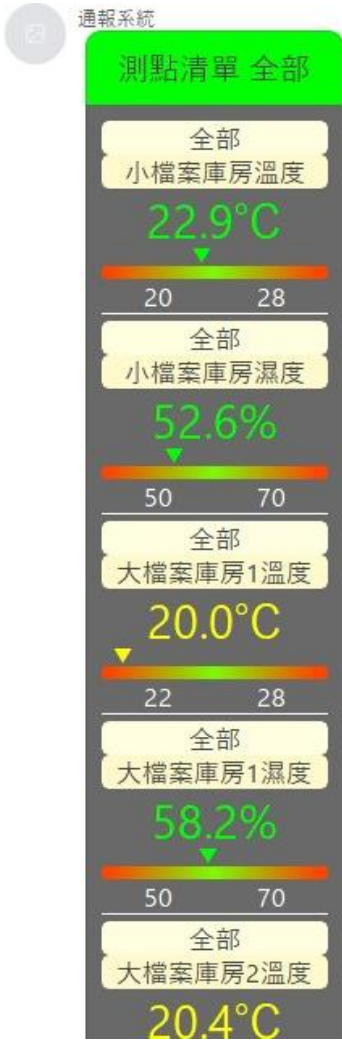 通報系統
測點清單 全部
全部
小檔案庫房溫度
22.9°C
20 28
全部
小檔案庫房濕度
52.6%
50 70
全部
大檔案庫房1溫度
20.0°C
22 28
全部
大檔案庫房1濕度
58.2%
50 70
全部
大檔案庫房2溫度
20.4°C